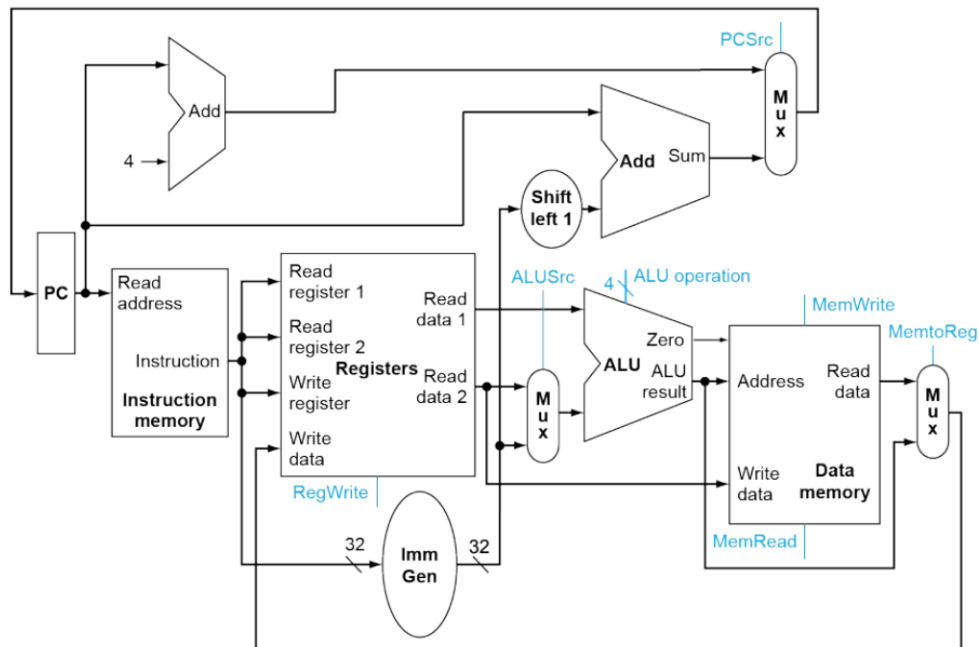 PCSrc
Add
4
M
u
x
Add Sum
Shift
left 1
PC
Read
address
Instruction
Instruction
memory
Read
register 1
Read
register 2
Write
register
Write
data
Registers
Read
data 1
Read
data 2
RegWrite
ALUSrc
M
u
x
4
ALU operation
Zero
ALU
ALU
result
MemWrite
Address
Read
data
Write
data
Data
memory
MemRead
MemtoReg
M
u
x
32
Imm
Gen
32